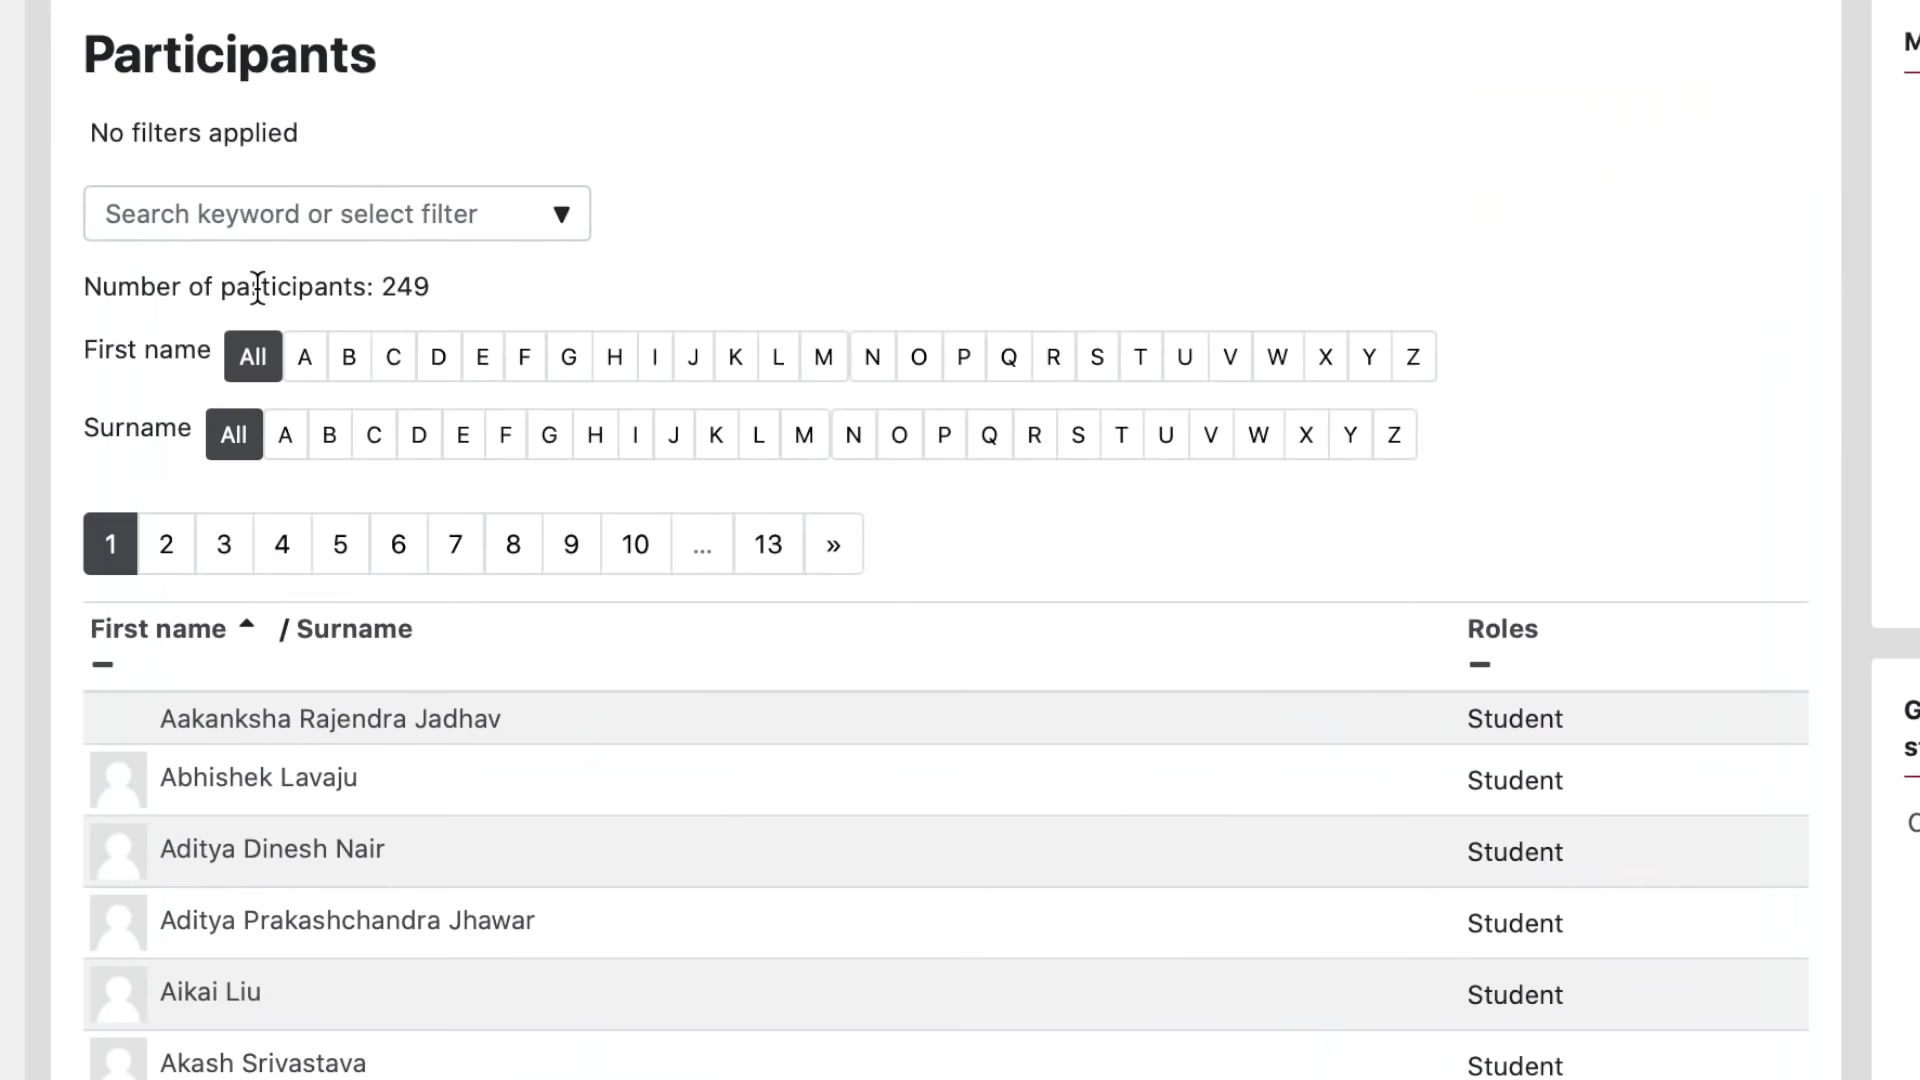 Participants
No filters applied
Search keyword or select filter ▼
Number of participants: 249
First name All A B C D E F G H I J K L M N O P Q R S T U V W X Y Z
Surname All A B C D E F G H I J K L M N O P Q R S T U V W X Y Z
1 2 3 4 5 6 7 8 9 10 ... 13 »
First name / Surname Roles
Aakanksha Rajendra Jadhav Student
Abhishek Lavaju Student
Aditya Dinesh Nair Student
Aditya Prakashchandra Jhawar Student
Aikai Liu Student
Akash Srivastava Student